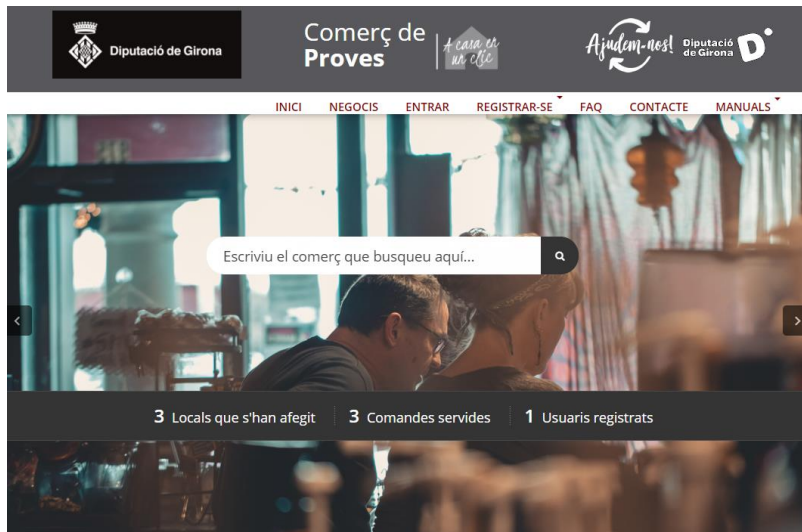 Diputació de Girona
Comerç de
Proves
A casa en
un clic
Ajudem-nos!
Diputació
de Girona
INICI NEGOCIS ENTRAR REGISTRAR-SE FAQ CONTACTE MANUALS
Escriviu el comerç que busqueu aquí...
3 Locals que s'han afegit 3 Comandes servides 1 Usuaris registrats